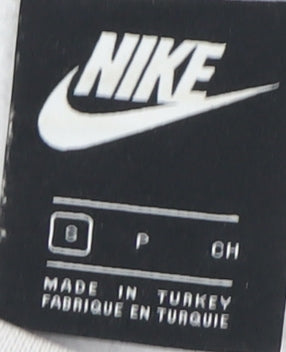 NIKE
S P CH
MADE IN TURKEY
FABRIQUE EN TURQUIE